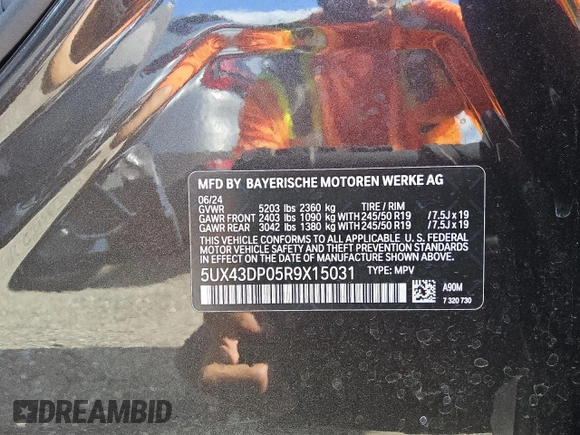 MFD BY BAYERISCHE MOTOREN WERKE AG
06/24
GVWR 5203 lbs 2360 kg TIRE / RIM
GAWR FRONT 2403 lbs 1090 kg WITH 245/50 R19 /7.5J x 19
GAWR REAR 3042 lbs 1380 kg WITH 245/50 R19 /7.5J x 19
THIS VEHICLE CONFORMS TO ALL APPLICABLE U. S. FEDERAL
MOTOR VEHICLE SAFETY AND THEFT PREVENTION STANDARDS
IN EFFECT ON THE DATE OF MANUFACTURE SHOWN ABOVE.
5UX43DP05R9X15031 TYPE: MPV
A90M
7 320 730
DREAMBID